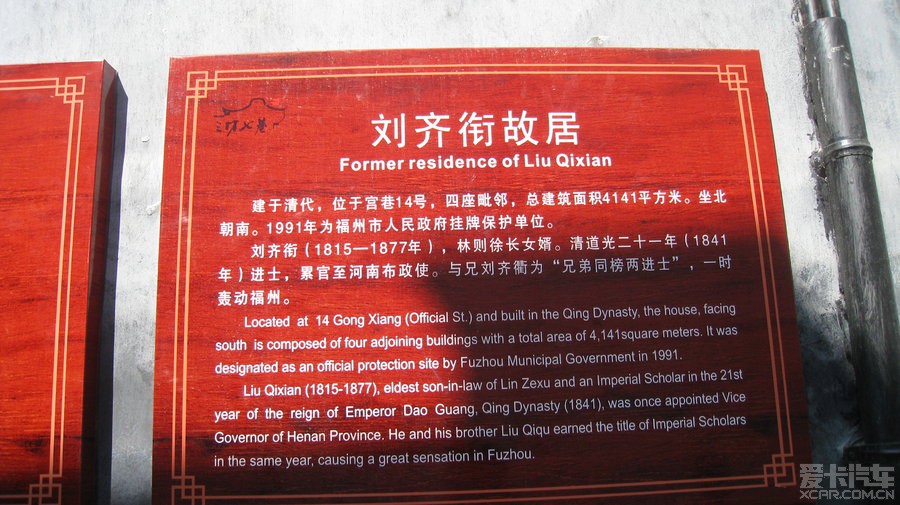 三坊七巷
刘齐衔故居
Former residence of Liu Qixian
建于清代，位于宫巷14号，四座毗邻，总建筑面积4141平方米。坐北
朝南。1991年为福州市人民政府挂牌保护单位。
刘齐衔（1815—1877年），林则徐长女婿。清道光二十一年（1841
年）进士，累官至河南布政使。与兄刘齐衢为“兄弟同榜两进士”，一时
轰动福州。
Located at 14 Gong Xiang (Official St.) and built in the Qing Dynasty, the house, facing
south is composed of four adjoining buildings with a total area of 4,141square meters. It was
designated as an official protection site by Fuzhou Municipal Government in 1991.
Liu Qixian (1815-1877), eldest son-in-law of Lin Zexu and an Imperial Scholar in the 21st
year of the reign of Emperor Dao Guang, Qing Dynasty (1841), was once appointed Vice
Governor of Henan Province. He and his brother Liu Qiqu earned the title of Imperial Scholars
in the same year, causing a great sensation in Fuzhou.
爱卡汽车
XCAR.COM.CN